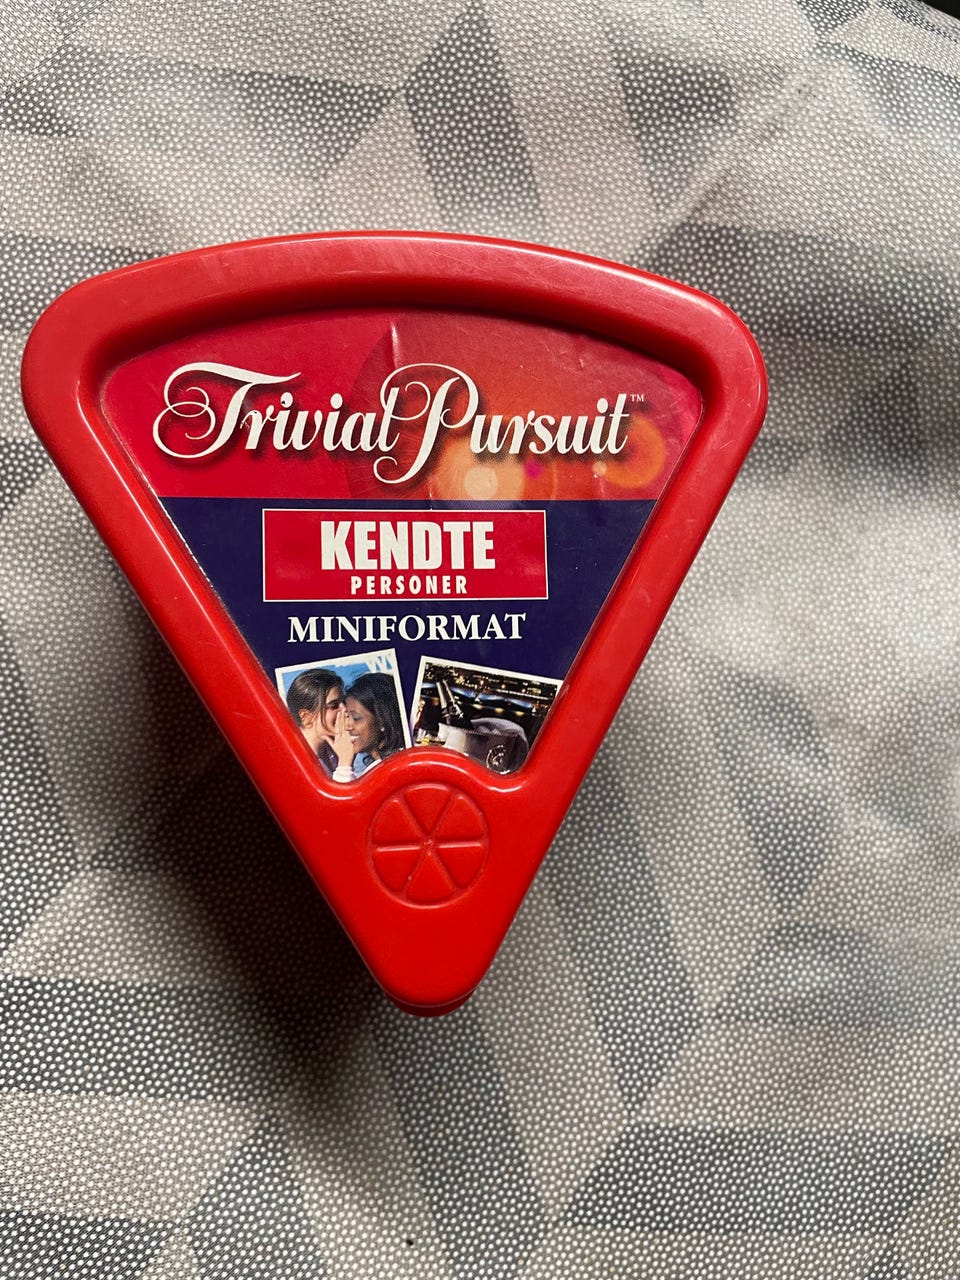 Trivial Pursuit™
KENDTE
PERSONER
MINIFORMAT